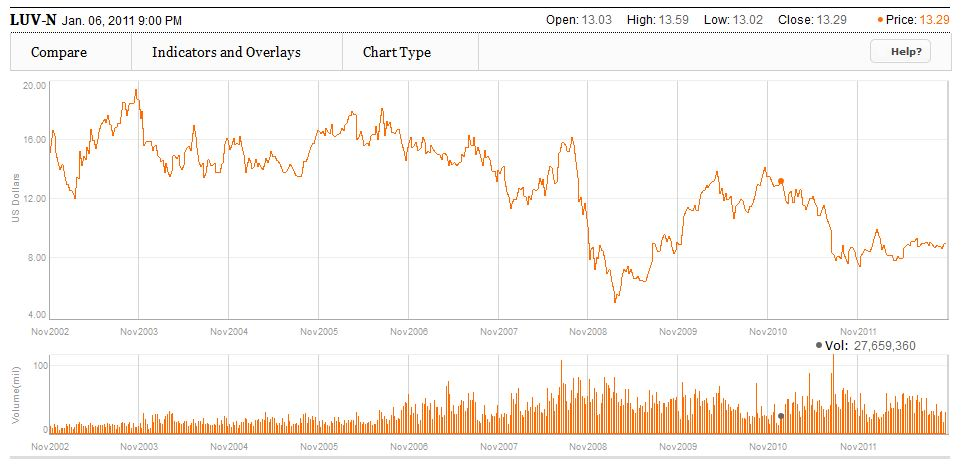 LUV-N Jan. 06, 2011 9:00 PM Open: 13.03 High: 13.59 Low: 13.02 Close: 13.29 Price: 13.29
Compare Indicators and Overlays Chart Type Help?
20.00
16.00
12.00
8.00
4.00
US Dollars
Nov2002 Nov2003 Nov2004 Nov2005 Nov2006 Nov2007 Nov2008 Nov2009 Nov2010 Nov2011
Vol: 27,659,360
100
0
Volume(mil)
Nov2002 Nov2003 Nov2004 Nov2005 Nov2006 Nov2007 Nov2008 Nov2009 Nov2010 Nov2011